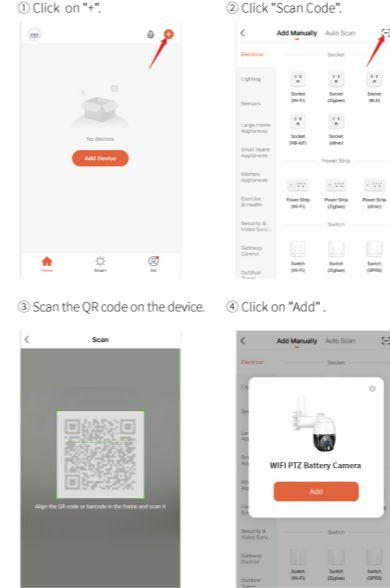 ① Click on "+".
② Click "Scan Code".
No devices
Add Device
Home
Smart
Me
Add Manually Auto Scan
Electrical
Lighting
Sensors
Large Home
Appliances
Small Home
Appliances
Kitchen
Appliances
Exercise
& Health
Security &
Video Surv...
Gateway
Control
Outdoor
Travel
Socket
Socket
(Wi-Fi)
Socket
(Zigbee)
Socket
(BLE)
Socket
(NB-IoT)
Socket
(other)
Power Strip
Power Strip
(Wi-Fi)
Power Strip
(Zigbee)
Power Strip
(other)
Switch
Switch
(Wi-Fi)
Switch
(Zigbee)
Switch
(GPRS)
③ Scan the QR code on the device.
④ Click on "Add" .
Scan
Align the QR code or barcode in the frame and scan it
Add Manually Auto Scan
Electrical
Socket
WIFI PTZ Battery Camera
Add
Security &
Video Surv...
Gateway
Control
Outdoor
Travel
Switch
Switch
(Wi-Fi)
Switch
(Zigbee)
Switch
(GPRS)